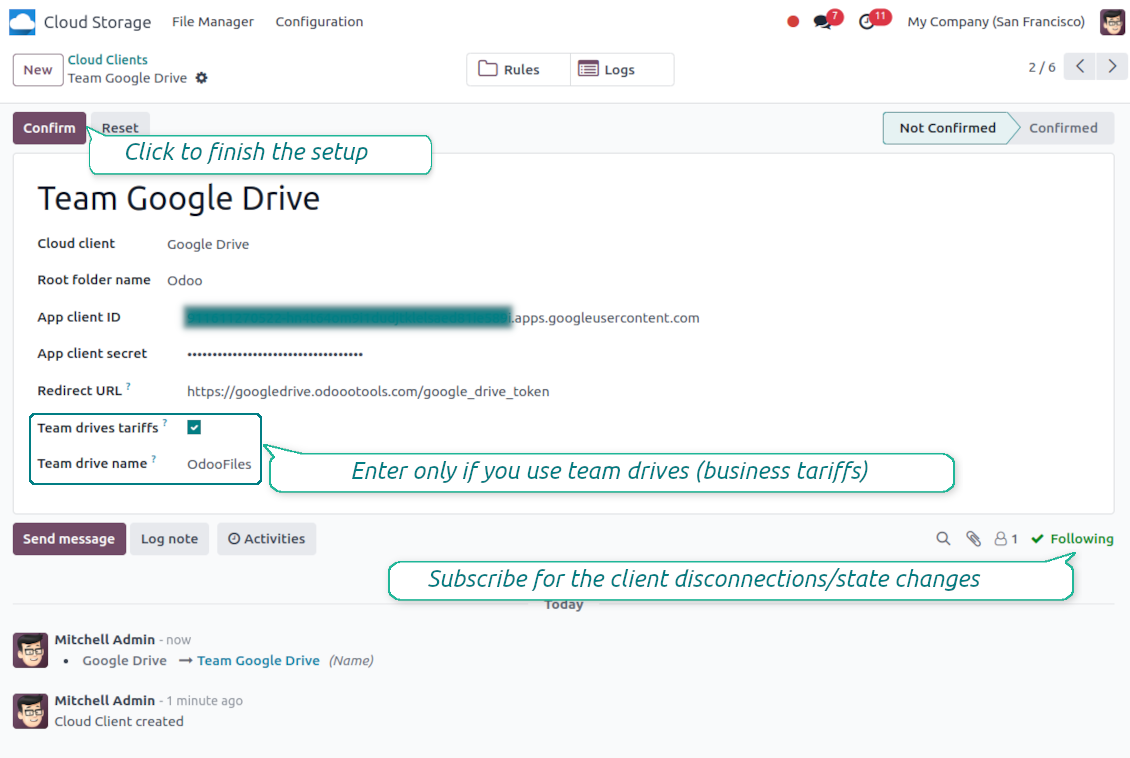 Cloud Storage File Manager Configuration 7 11 My Company (San Francisco)
New Cloud Clients
Team Google Drive
Rules Logs 2 / 6
Confirm Reset Not Confirmed Confirmed
Click to finish the setup
Team Google Drive
Cloud client Google Drive
Root folder name Odoo
App client ID .apps.googleusercontent.com
App client secret ••••••••••••••••••••••••••••••••••
Redirect URL ? https://googledrive.odoootools.com/google_drive_token
Team drives tariffs ?
Team drive name ? OdooFiles
Enter only if you use team drives (business tariffs)
Send message Log note Activities 1 Following
Subscribe for the client disconnections/state changes
Today
Mitchell Admin - now
• Google Drive → Team Google Drive (Name)
Mitchell Admin - 1 minute ago
Cloud Client created